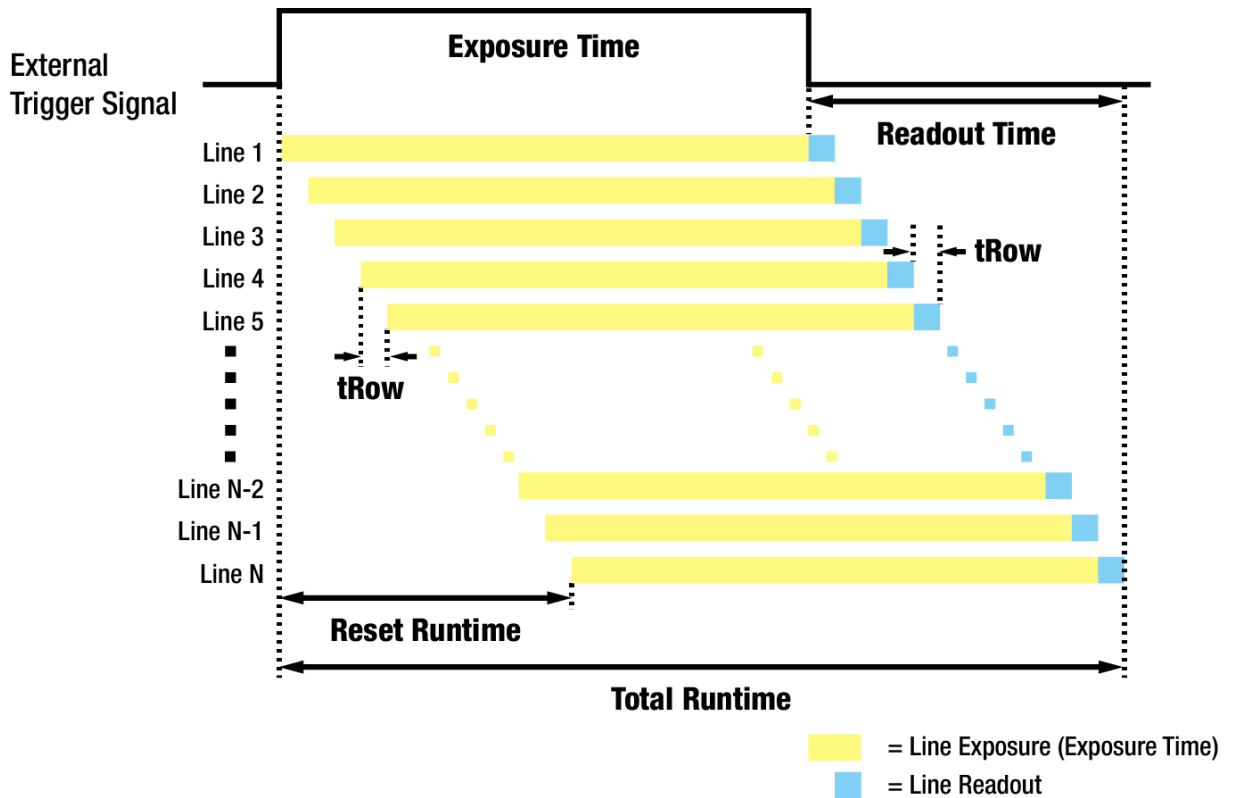 Exposure Time
External
Trigger Signal
Readout Time
Line 1
Line 2
Line 3
tRow
Line 4
Line 5
tRow
Line N-2
Line N-1
Line N
Reset Runtime
Total Runtime
= Line Exposure (Exposure Time)
= Line Readout